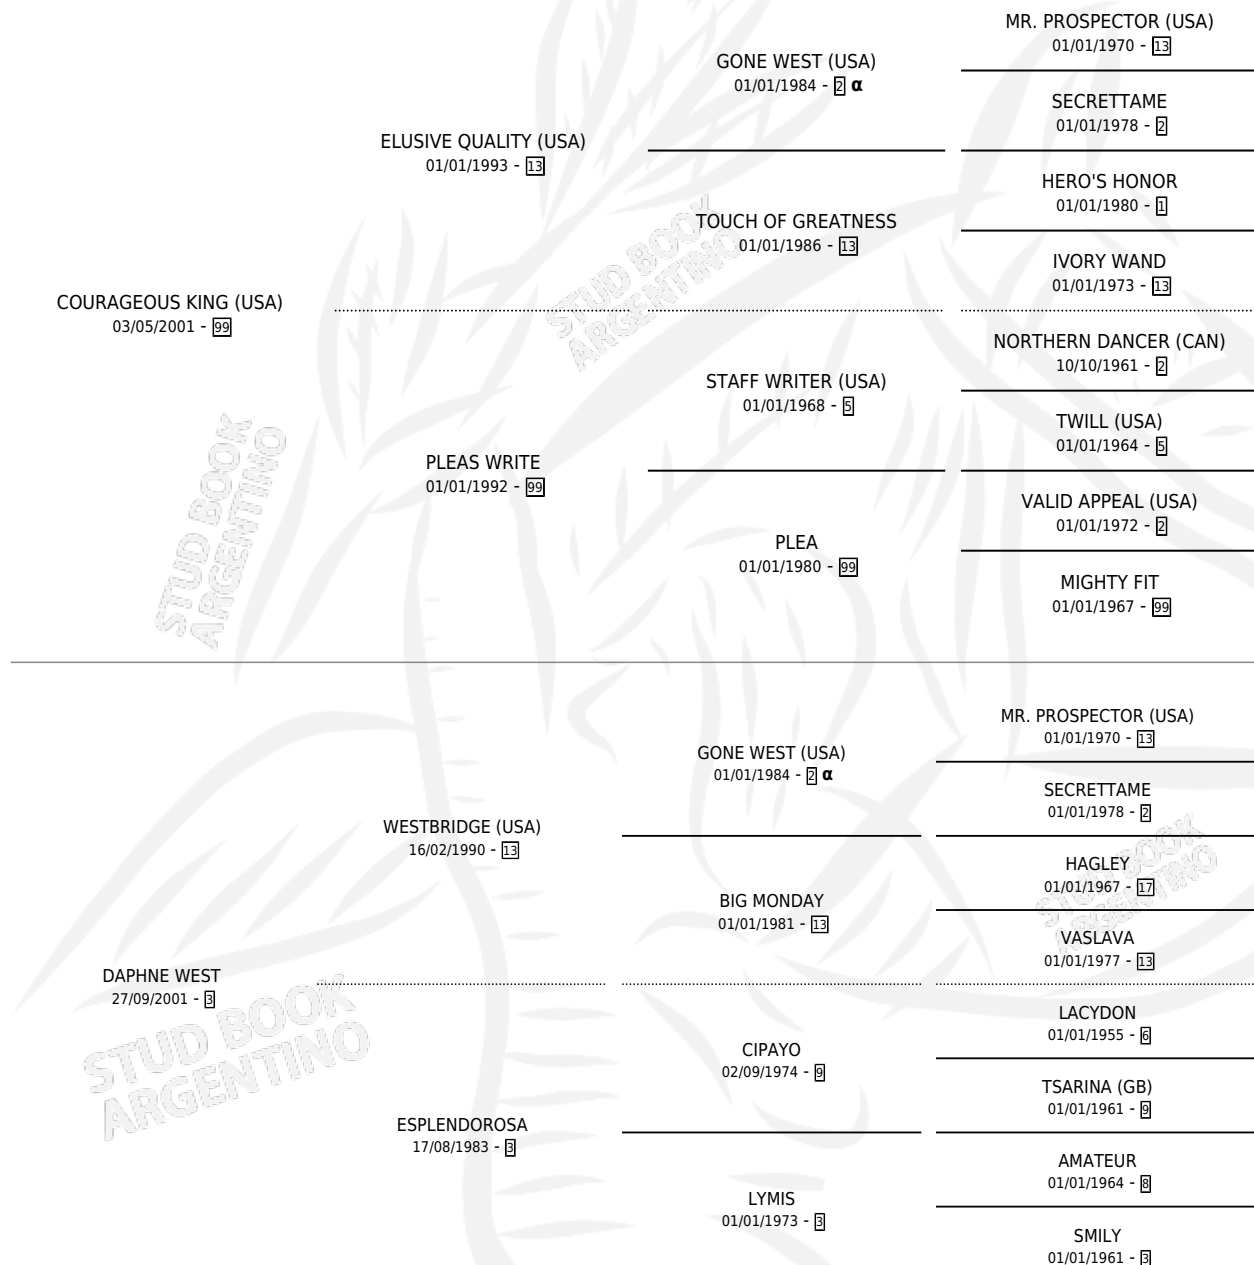 MR. PROSPECTOR (USA)
01/01/1970 - 13
GONE WEST (USA)
01/01/1984 - 2 α
SECRETTAME
01/01/1978 - 2
ELUSIVE QUALITY (USA)
01/01/1993 - 13
HERO'S HONOR
01/01/1980 - 1
TOUCH OF GREATNESS
01/01/1986 - 13
IVORY WAND
01/01/1973 - 13
COURAGEOUS KING (USA)
03/05/2001 - 99
NORTHERN DANCER (CAN)
10/10/1961 - 2
STAFF WRITER (USA)
01/01/1968 - 5
TWILL (USA)
01/01/1964 - 5
PLEAS WRITE
01/01/1992 - 99
VALID APPEAL (USA)
01/01/1972 - 2
PLEA
01/01/1980 - 99
MIGHTY FIT
01/01/1967 - 99
MR. PROSPECTOR (USA)
01/01/1970 - 13
GONE WEST (USA)
01/01/1984 - 2 α
SECRETTAME
01/01/1978 - 2
WESTBRIDGE (USA)
16/02/1990 - 13
HAGLEY
01/01/1967 - 17
BIG MONDAY
01/01/1981 - 13
VASLAVA
01/01/1977 - 13
DAPHNE WEST
27/09/2001 - 3
LACYDON
01/01/1955 - 6
CIPAYO
02/09/1974 - 9
TSARINA (GB)
01/01/1961 - 9
ESPLENDOROSA
17/08/1983 - 3
AMATEUR
01/01/1964 - 8
LYMIS
01/01/1973 - 3
SMILY
01/01/1961 - 3
STUD BOOK
ARGENTINO
STUD BOOK
ARGENTINO
STUD BOOK
ARGENTINO
STUD BOOK
ARGENTINO